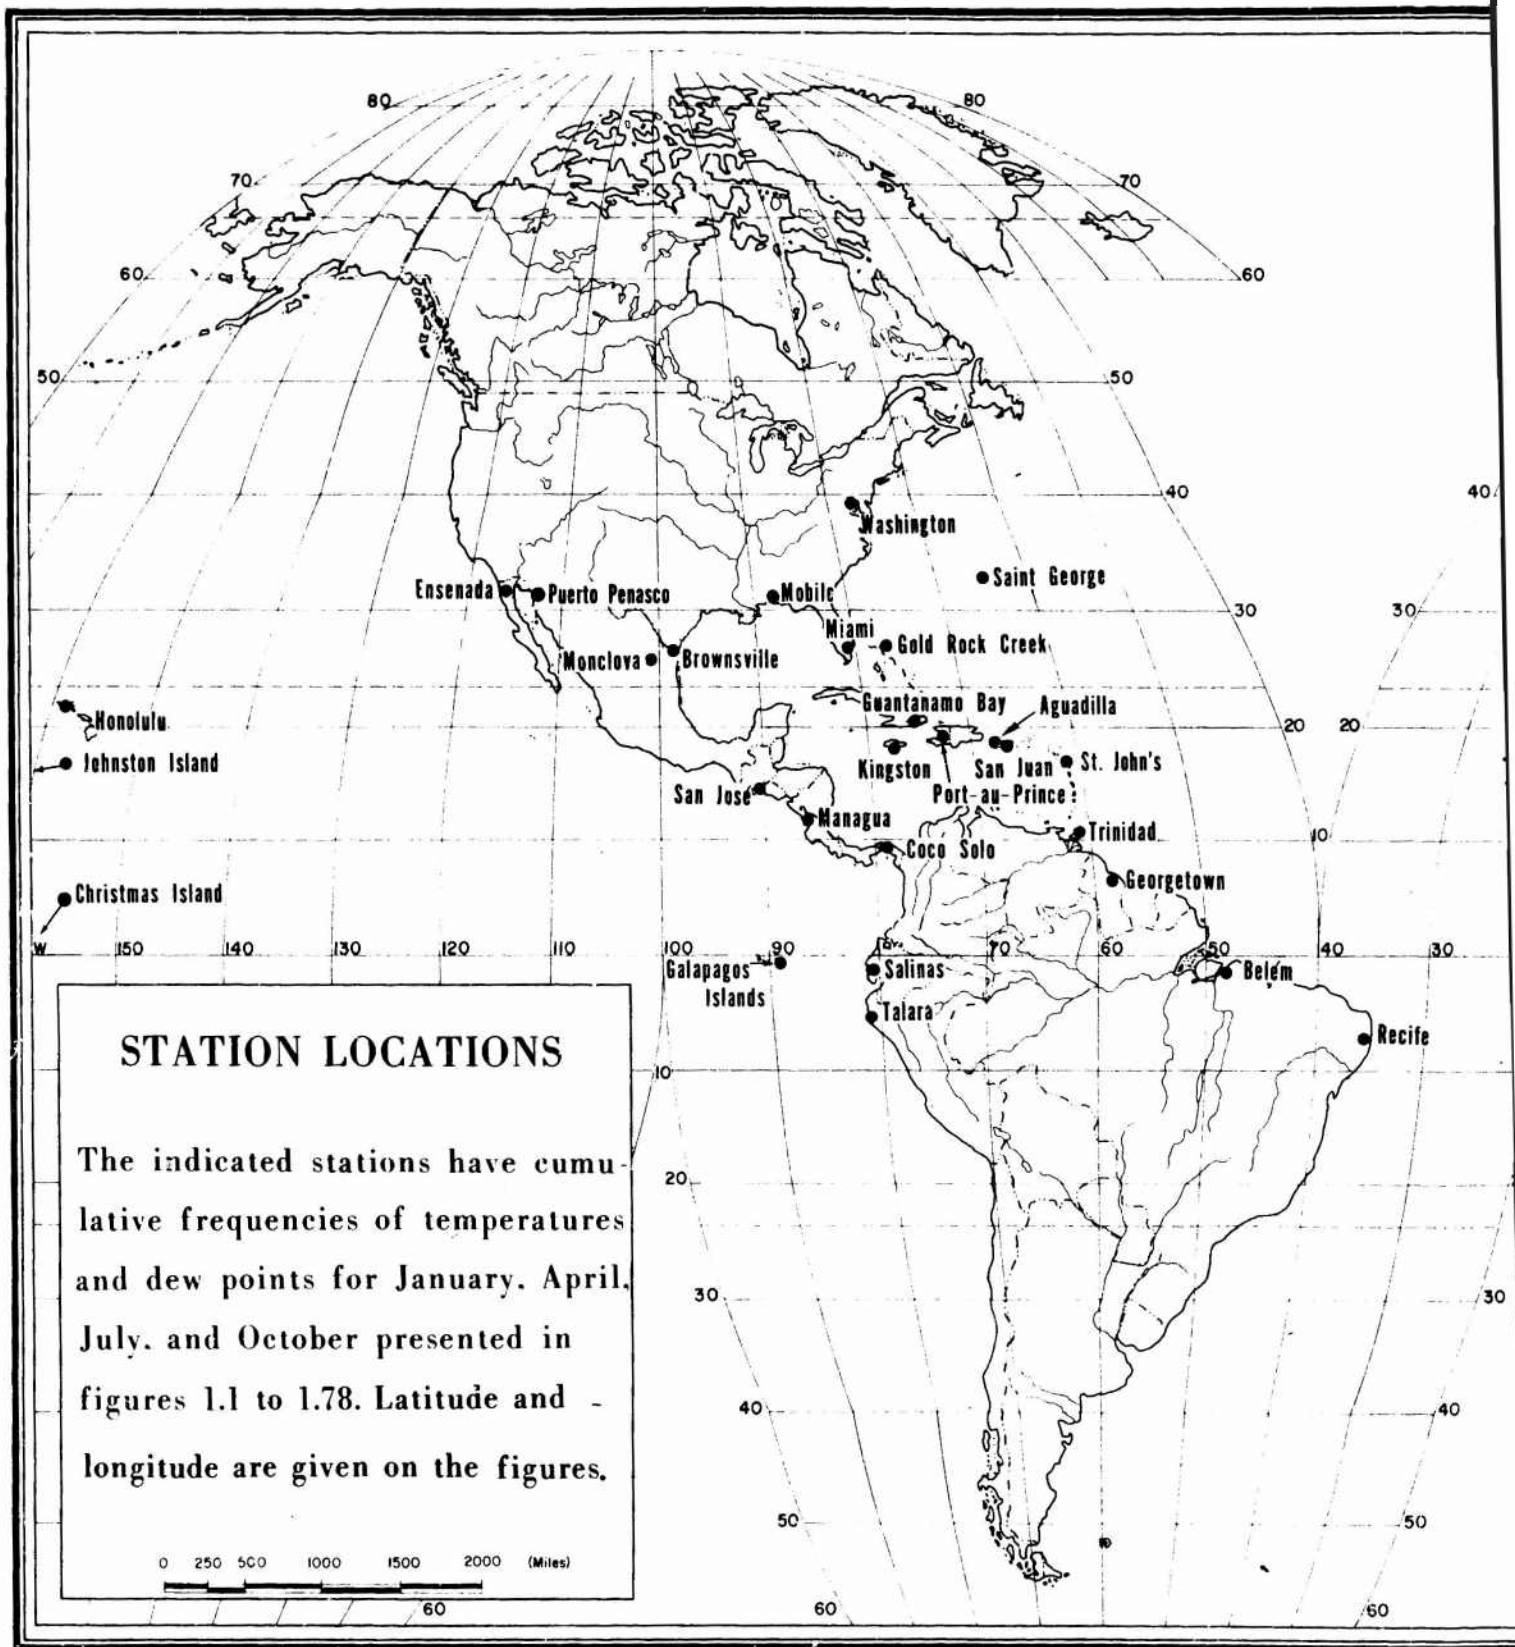 80
80
70
70
60
60
50
50
40
40
Washington
Saint George
Ensenada
Puerto Penasco
Mobile
30
30
Miami
Gold Rock Creek
Monclova
Brownsville
Guantanamo Bay
Aguadilla
Honolulu
20
20
Johnston Island
Kingston
San Juan
St. John's
San José
Port-au-Prince
Managua
Trinidad
10
10
Coco Solo
Christmas Island
Georgetown
W
150
140
130
120
110
100
90
70
60
50
40
30
Galapagos
Islands
Salinas
Belém
Talara
Recife
STATION LOCATIONS
10
The indicated stations have cumu-
20
20
lative frequencies of temperatures
and dew points for January. April.
30
30
July. and October presented in
figures 1.1 to 1.78. Latitude and -
40
40
longitude are given on the figures.
50
50
0 250 500 1000 1500 2000 (Miles)
60
60
60